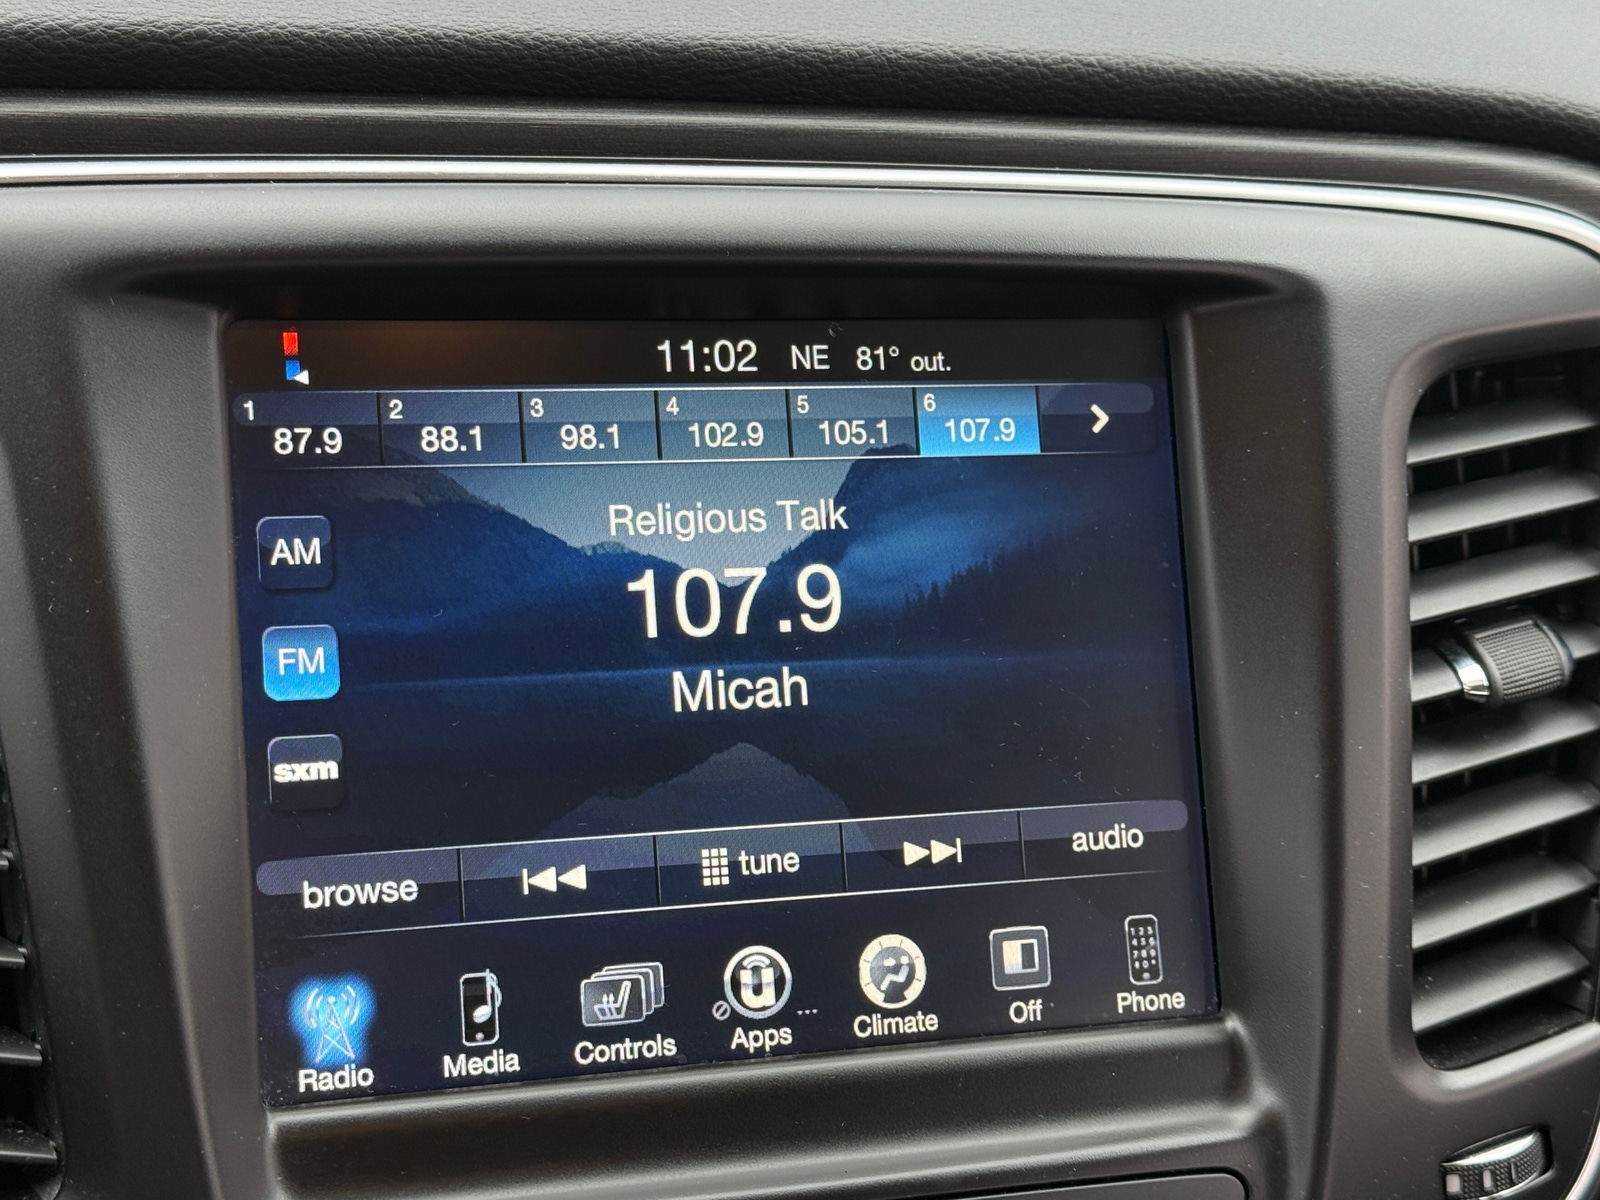 11:02 NE 81° out.
1 2 3 4 5 6
87.9 88.1 98.1 102.9 105.1 107.9
Religious Talk
AM
107.9
FM
Micah
sxm
browse tune audio
Radio Media Controls Apps Climate Off Phone